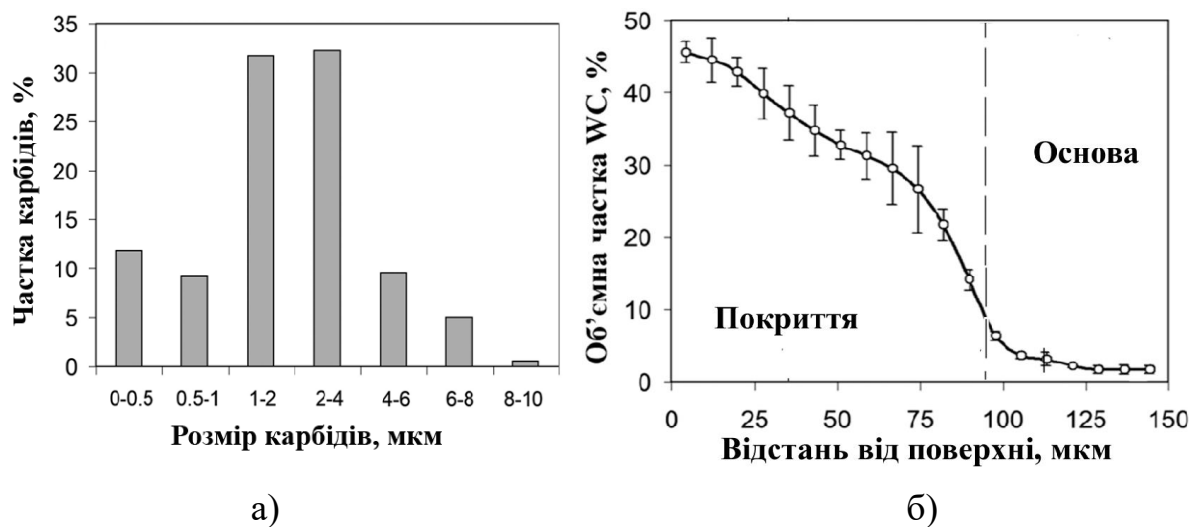 35
30
25
20
15
10
5
0
Частка карбідів, %
0-0.5 0.5-1 1-2 2-4 4-6 6-8 8-10
Розмір карбідів, мкм
а)
50
40
30
20
10
0
Об’ємна частка WC, %
Основа
Покриття
0 25 50 75 100 125 150
Відстань від поверхні, мкм
б)